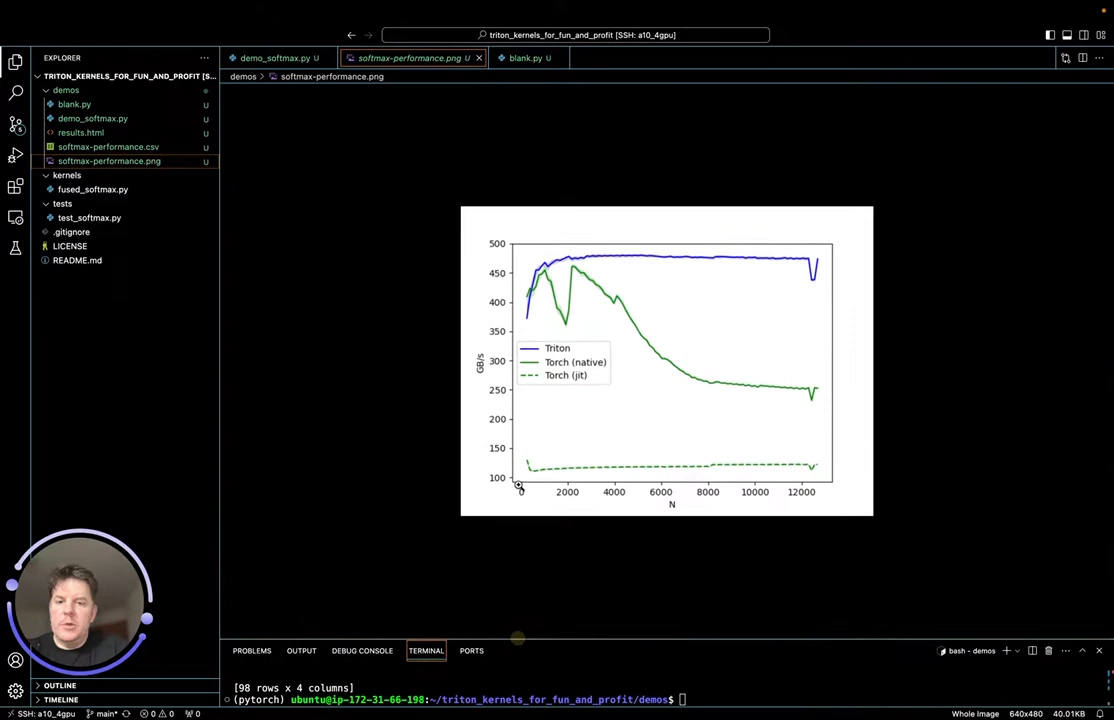 triton_kernels_for_fun_and_profit [SSH: a10_4gpu]
EXPLORER
demo_softmax.py U
softmax-performance.png U
blank.py U
TRITON_KERNELS_FOR_FUN_AND_PROFIT [S...
demos > softmax-performance.png
demos
blank.py U
demo_softmax.py U
results.html U
softmax-performance.csv U
softmax-performance.png U
kernels
fused_softmax.py
tests
test_softmax.py
.gitignore
LICENSE
README.md
5
500
450
400
350
300
250
200
150
100
GB/s
Triton
Torch (native)
Torch (jit)
0 2000 4000 6000 8000 10000 12000
N
PROBLEMS OUTPUT DEBUG CONSOLE TERMINAL PORTS
bash - demos
[98 rows x 4 columns]
(pytorch) ubuntu@ip-172-31-66-198:~/triton_kernels_for_fun_and_profit/demos$
OUTLINE
TIMELINE
SSH: a10_4gpu main* 0 0 0
Whole Image 640x480 40.01KB